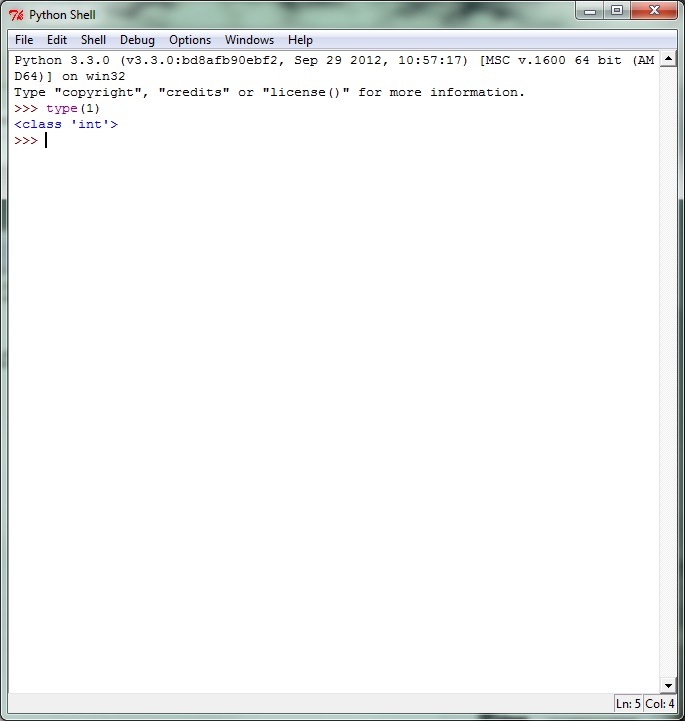 Python Shell
File Edit Shell Debug Options Windows Help
Python 3.3.0 (v3.3.0:bd8afb90ebf2, Sep 29 2012, 10:57:17) [MSC v.1600 64 bit (AM
D64)] on win32
Type "copyright", "credits" or "license()" for more information.
>>> type(1)
<class 'int'>
>>>
Ln: 5 Col: 4